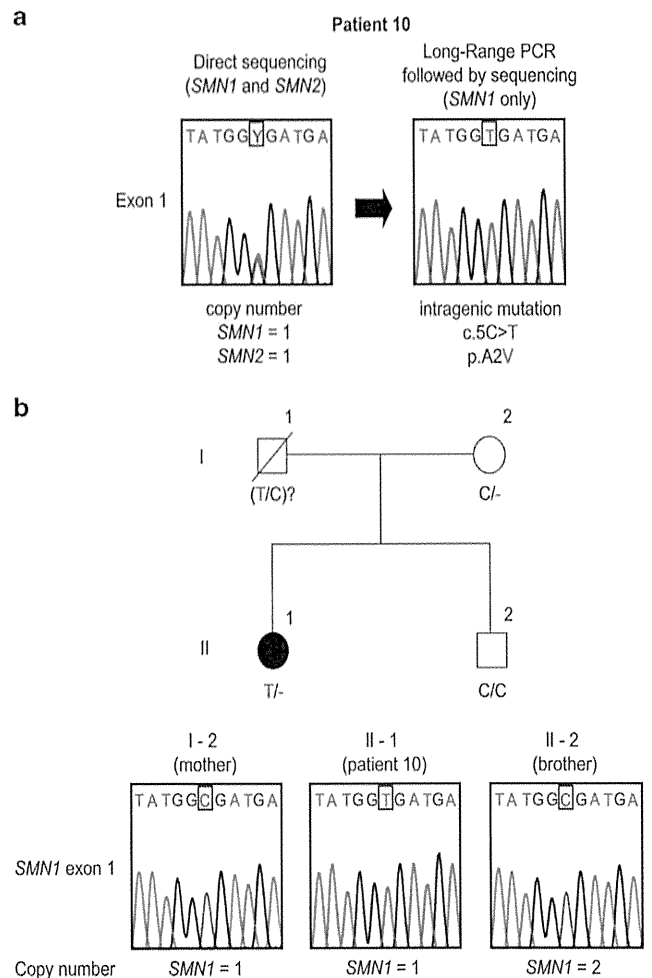 a
Patient 10
Direct sequencing
(SMN1 and SMN2)
Long-Range PCR
followed by sequencing
(SMN1 only)
TATGGYGATGA
TATGGTGATGA
Exon 1
copy number
SMN1 = 1
SMN2 = 1
intragenic mutation
c.5C>T
p.A2V
b
1
2
I
(T/C)?
C/-
1
2
II
T/-
C/C
I - 2
(mother)
II - 1
(patient 10)
II - 2
(brother)
TATGGCGATGA
TATGGTGATGA
TATGGCGATGA
SMN1 exon 1
Copy number
SMN1 = 1
SMN1 = 1
SMN1 = 2